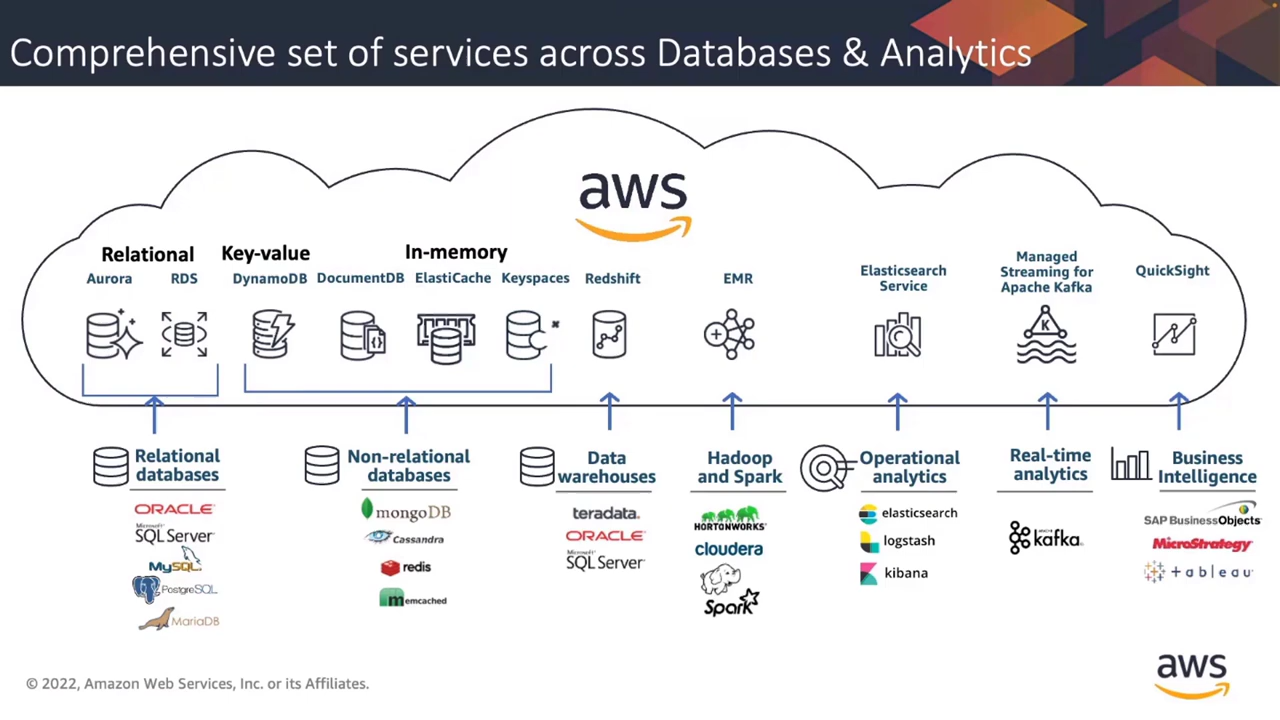 Comprehensive set of services across Databases & Analytics
aws
Relational
Key-value
In-memory
Aurora
RDS
DynamoDB
DocumentDB
ElastiCache
Keyspaces
Redshift
EMR
Elasticsearch
Service
Managed
Streaming for
Apache Kafka
QuickSight
K
Relational
databases
ORACLE
Microsoft
SQL Server
MySQL
PostgreSQL
MariaDB
Non-relational
databases
mongoDB
Cassandra
redis
memcached
Data
warehouses
teradata.
ORACLE
Microsoft
SQL Server
Hadoop
and Spark
HORTONWORKS
cloudera
Spark
Operational
analytics
elasticsearch
logstash
kibana
Real-time
analytics
APACHE
kafka
Business
Intelligence
SAP BusinessObjects
MicroStrategy
+ableau
© 2022, Amazon Web Services, Inc. or its Affiliates.
aws